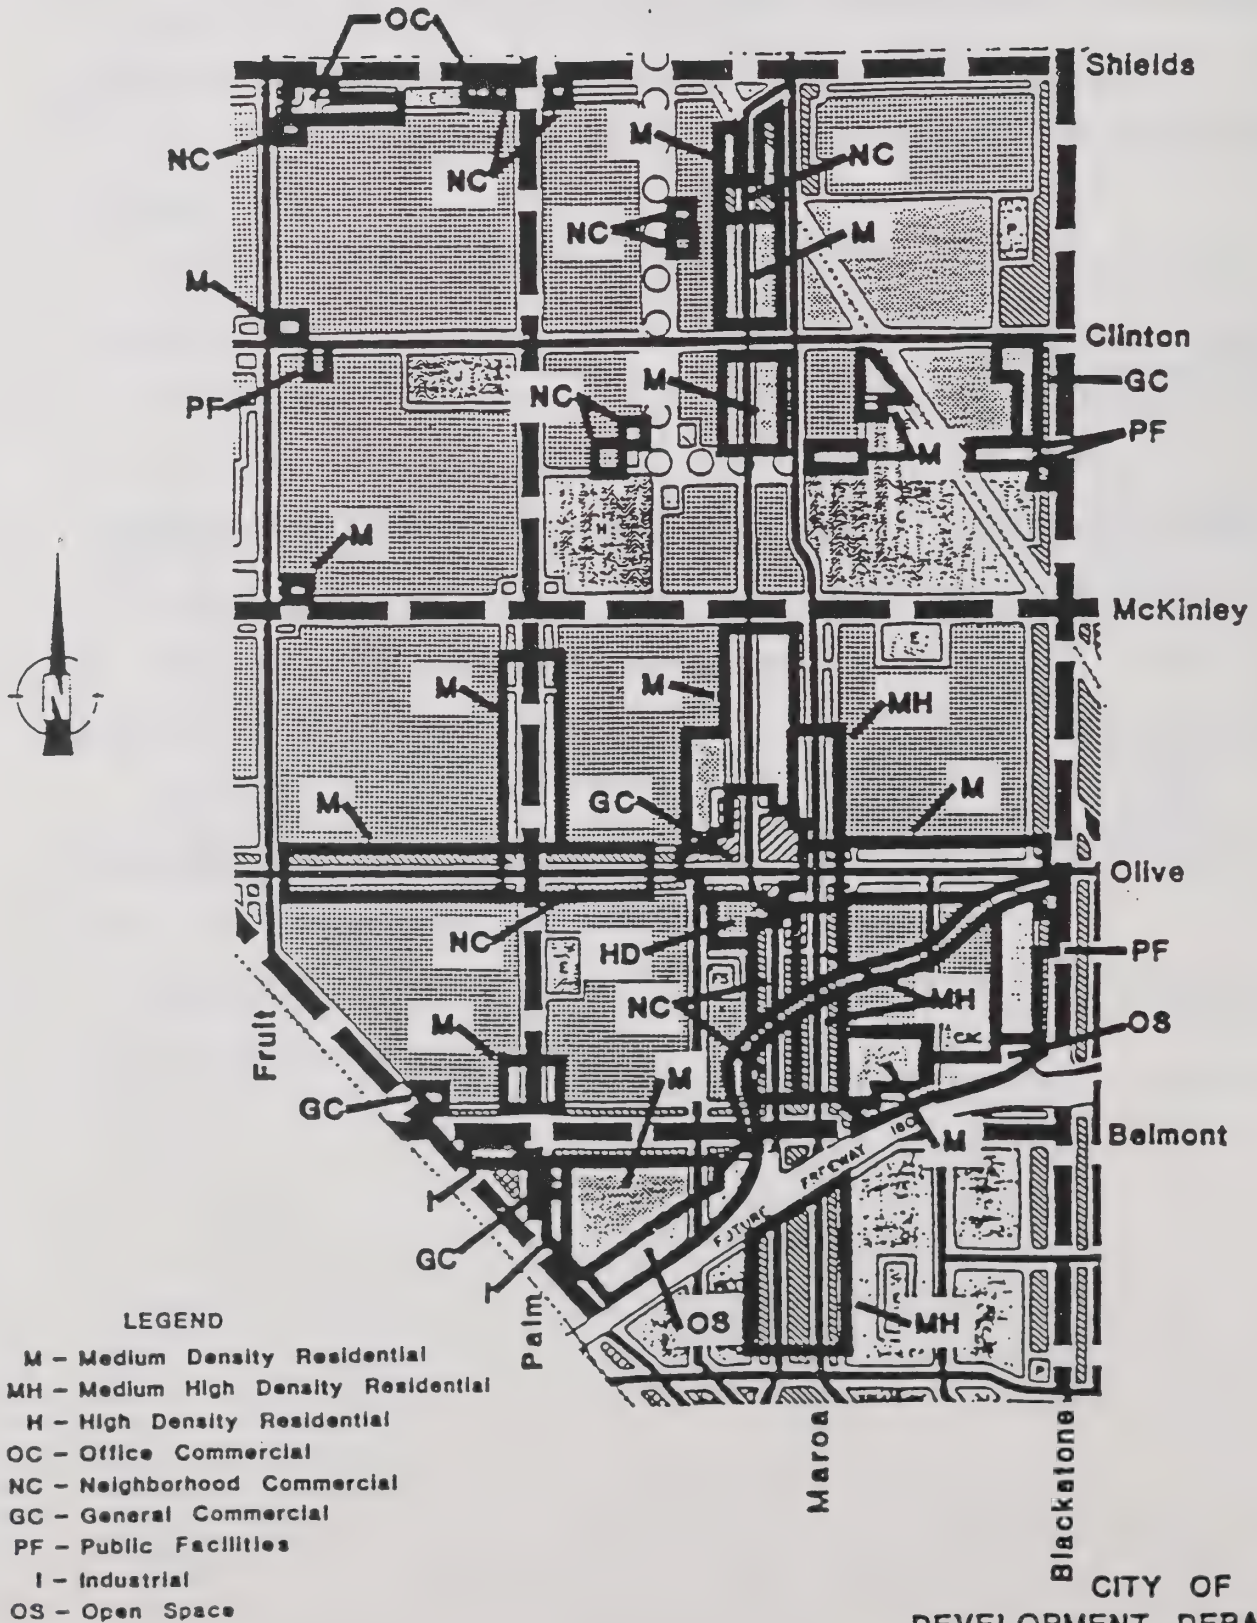 OC
Shields
NC
NC
M
NC
NC
M
M
Clinton
PF
NC
M
GC
PF
M
H
C
M
McKinley
E
N
M
M
MH
M
GC
M
Olive
NC
HD
PF
E
NC
MH
OS
M
M
CK
GC
M
Belmont
FUTURE FREEWAY 180
I
GC
I
OS
MH
Fruit
Palm
Maroa
Blackstone
LEGEND
M - Medium Density Residential
MH - Medium High Density Residential
H - High Density Residential
OC - Office Commercial
NC - Neighborhood Commercial
GC - General Commercial
PF - Public Facilities
I - Industrial
OS - Open Space
CITY OF